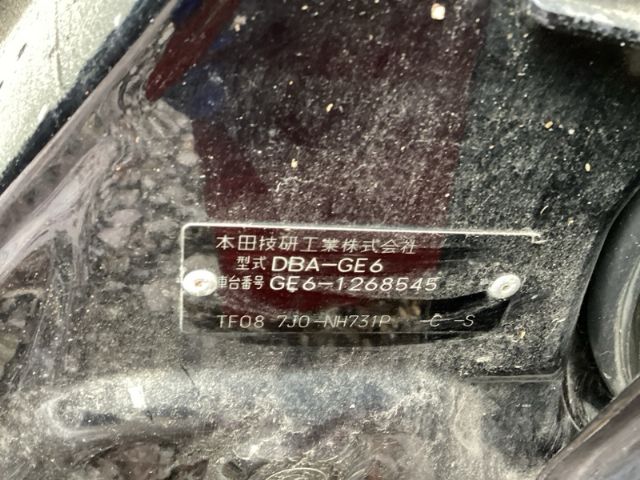 本田技研工業株式会社
型式 DBA-GE6
車台番号 GE6-1268545
TF08 7J0-NH731P -C-S